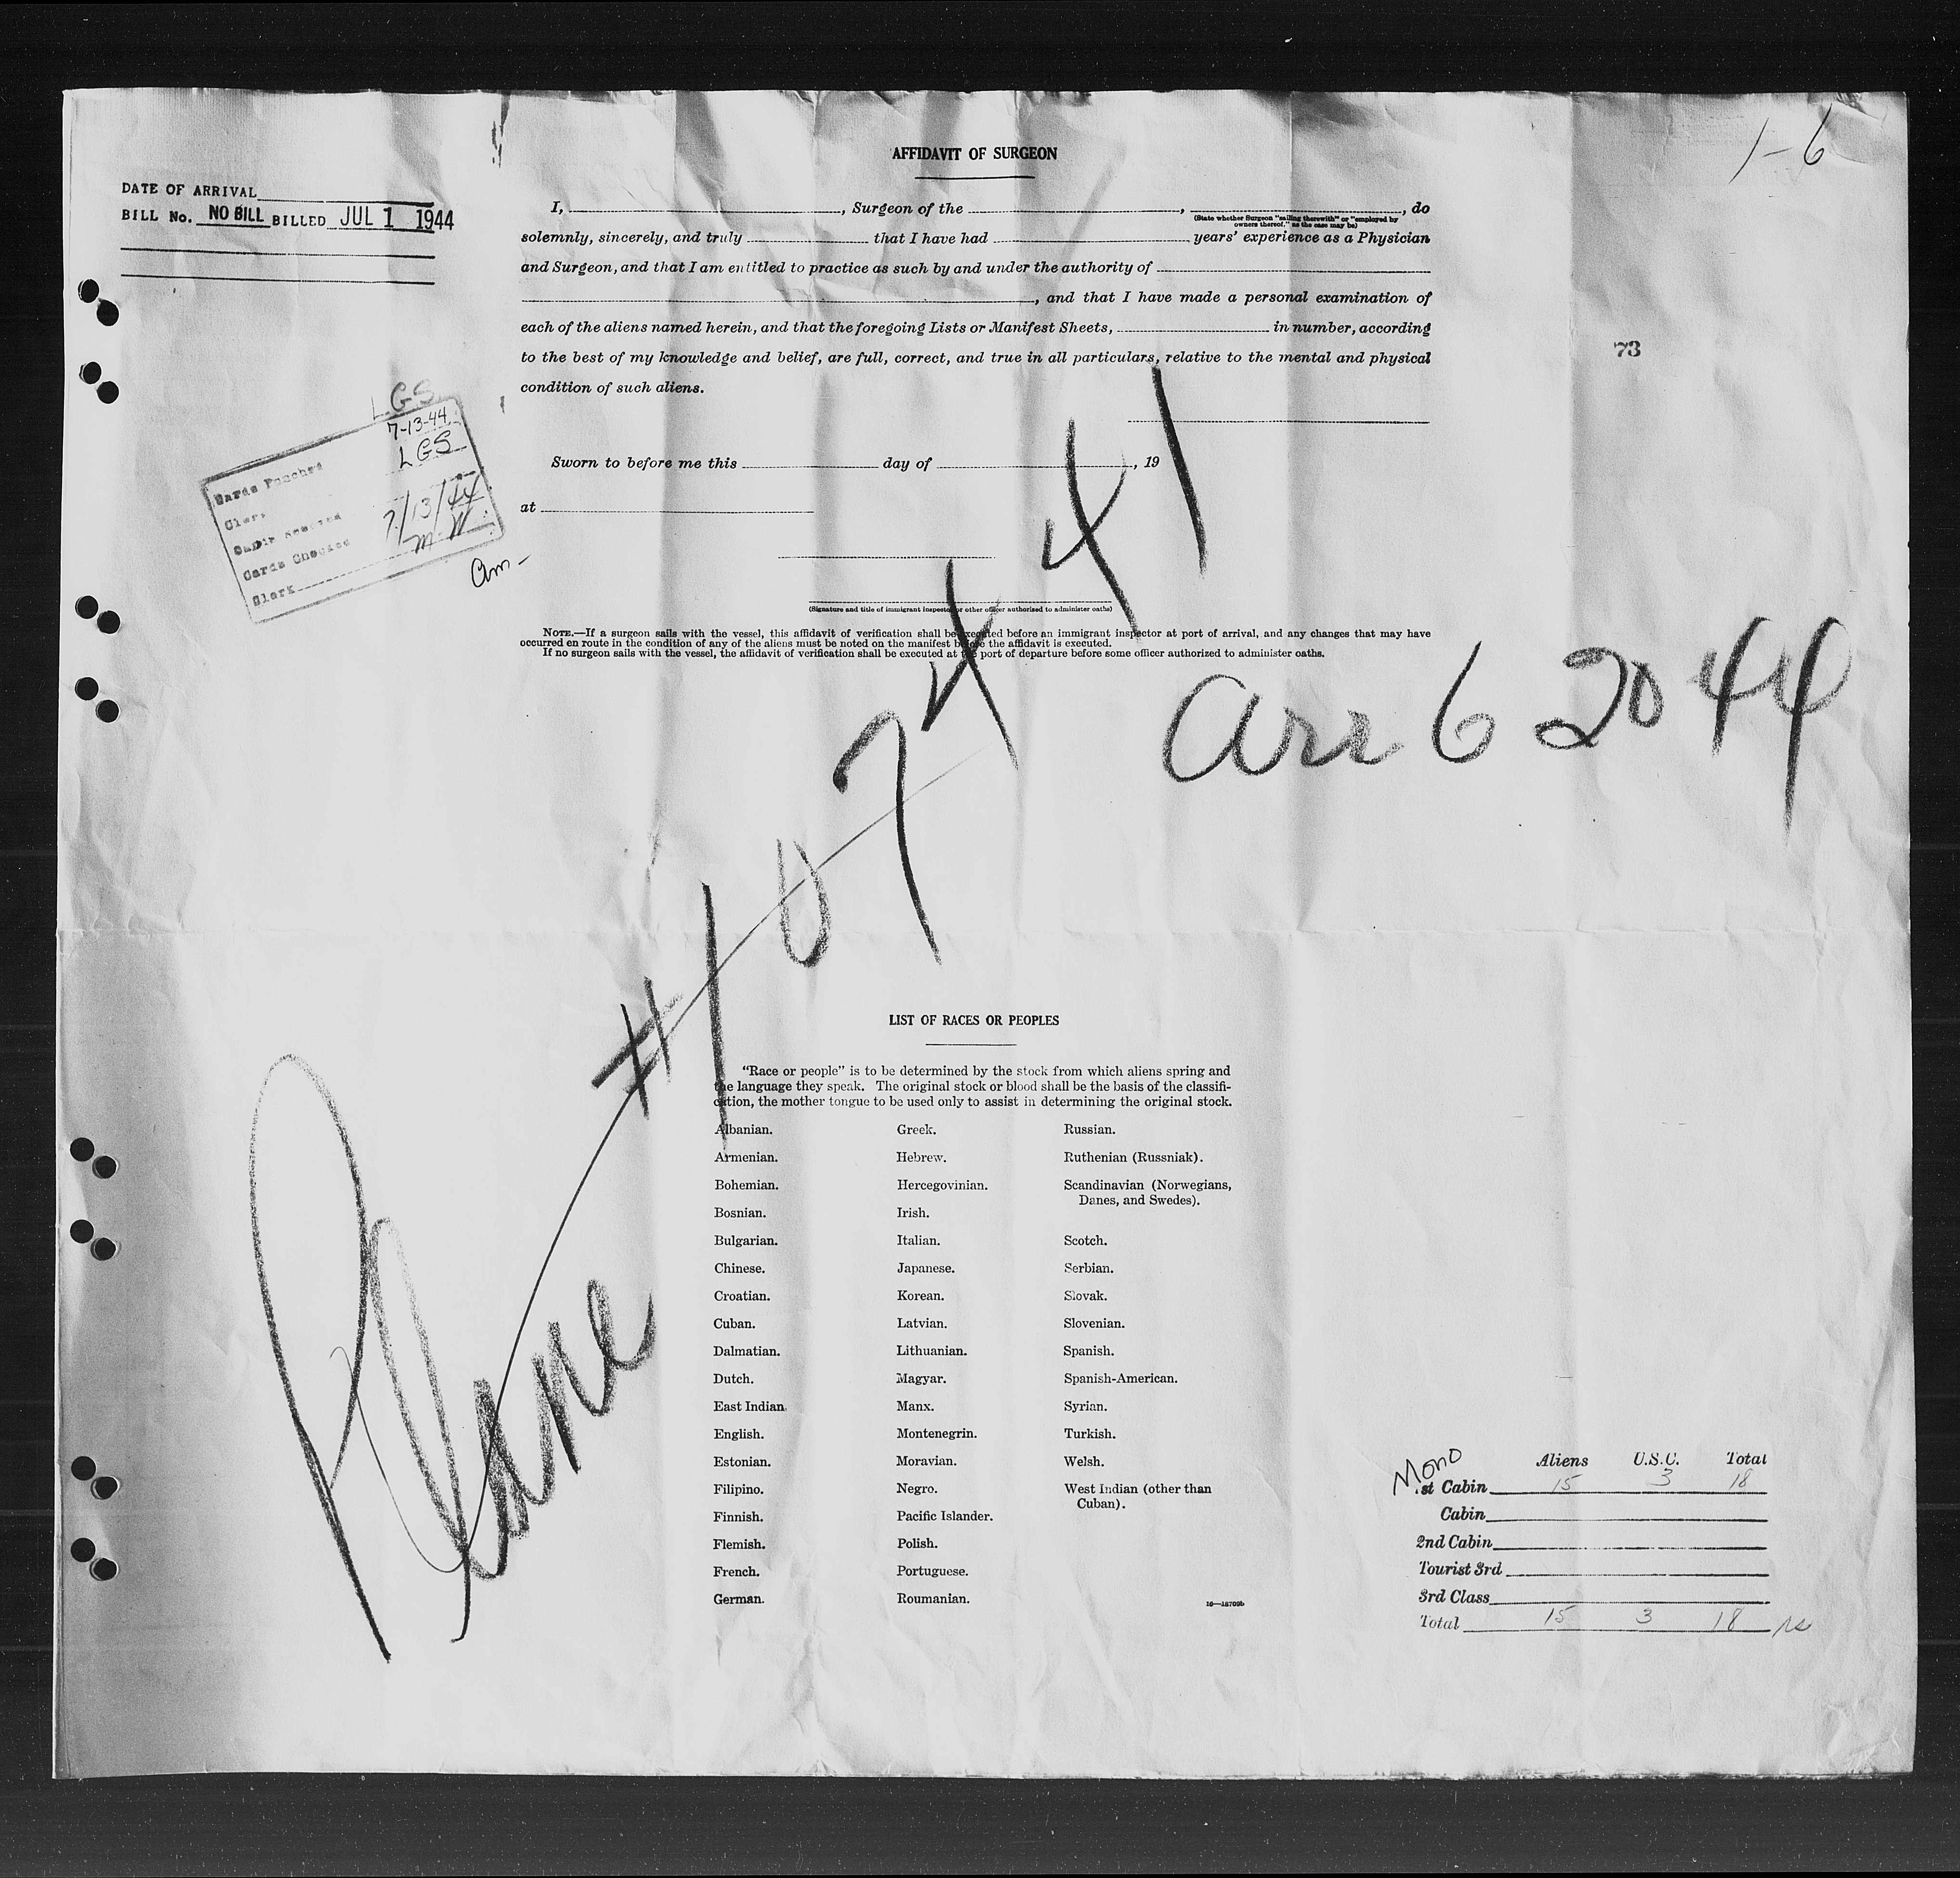 1-6
AFFIDAVIT OF SURGEON
DATE OF ARRIVAL
BILL No. NO BILL BILLED JUL 1 1944
I, , Surgeon of the , , do
(State whether Surgeon "sailing therewith" or "employed by
owners thereof," as the case may be)
solemnly, sincerely, and truly that I have had years' experience as a Physician
and Surgeon, and that I am entitled to practice as such by and under the authority of
, and that I have made a personal examination of
each of the aliens named herein, and that the foregoing Lists or Manifest Sheets, in number, according
to the best of my knowledge and belief, are full, correct, and true in all particulars, relative to the mental and physical
condition of such aliens.
73
L.G.S.
7-13-44
Cards Punched LGS
Clerk
7/13/44
Cards Checked M W
Clerk
am-
Sworn to before me this day of , 19
at
(Signature and title of immigrant inspector or other officer authorized to administer oaths)
NOTE.—If a surgeon sails with the vessel, this affidavit of verification shall be executed before an immigrant inspector at port of arrival, and any changes that may have
occurred en route in the condition of any of the aliens must be noted on the manifest before the affidavit is executed.
If no surgeon sails with the vessel, the affidavit of verification shall be executed at the port of departure before some officer authorized to administer oaths.
Plane #107441
Arr 6 20 44
LIST OF RACES OR PEOPLES
"Race or people" is to be determined by the stock from which aliens spring and
the language they speak. The original stock or blood shall be the basis of the classifi-
cation, the mother tongue to be used only to assist in determining the original stock.
Albanian.
Armenian.
Bohemian.
Bosnian.
Bulgarian.
Chinese.
Croatian.
Cuban.
Dalmatian.
Dutch.
East Indian.
English.
Estonian.
Filipino.
Finnish.
Flemish.
French.
German.
Greek.
Hebrew.
Hercegovinian.
Irish.
Italian.
Japanese.
Korean.
Latvian.
Lithuanian.
Magyar.
Manx.
Montenegrin.
Moravian.
Negro.
Pacific Islander.
Polish.
Portuguese.
Roumanian.
Russian.
Ruthenian (Russniak).
Scandinavian (Norwegians,
Danes, and Swedes).
Scotch.
Serbian.
Slovak.
Slovenian.
Spanish.
Spanish-American.
Syrian.
Turkish.
Welsh.
West Indian (other than
Cuban).
Mono
Aliens U.S.C. Total
st Cabin 15 3 18
Cabin
2nd Cabin
Tourist 3rd
3rd Class
Total 15 3 18